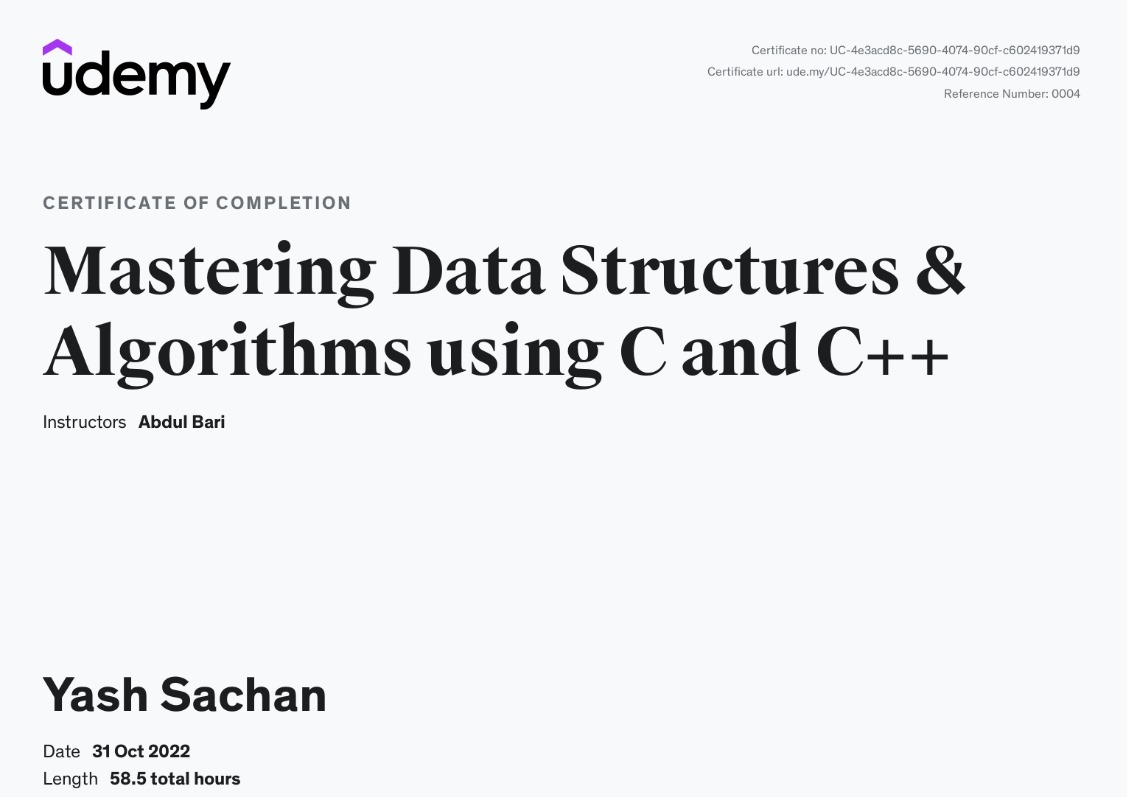 udemy
Certificate no: UC-4e3acd8c-5690-4074-90cf-c602419371d9
Certificate url: ude.my/UC-4e3acd8c-5690-4074-90cf-c602419371d9
Reference Number: 0004
CERTIFICATE OF COMPLETION
Mastering Data Structures &
Algorithms using C and C++
Instructors Abdul Bari
Yash Sachan
Date 31 Oct 2022
Length 58.5 total hours